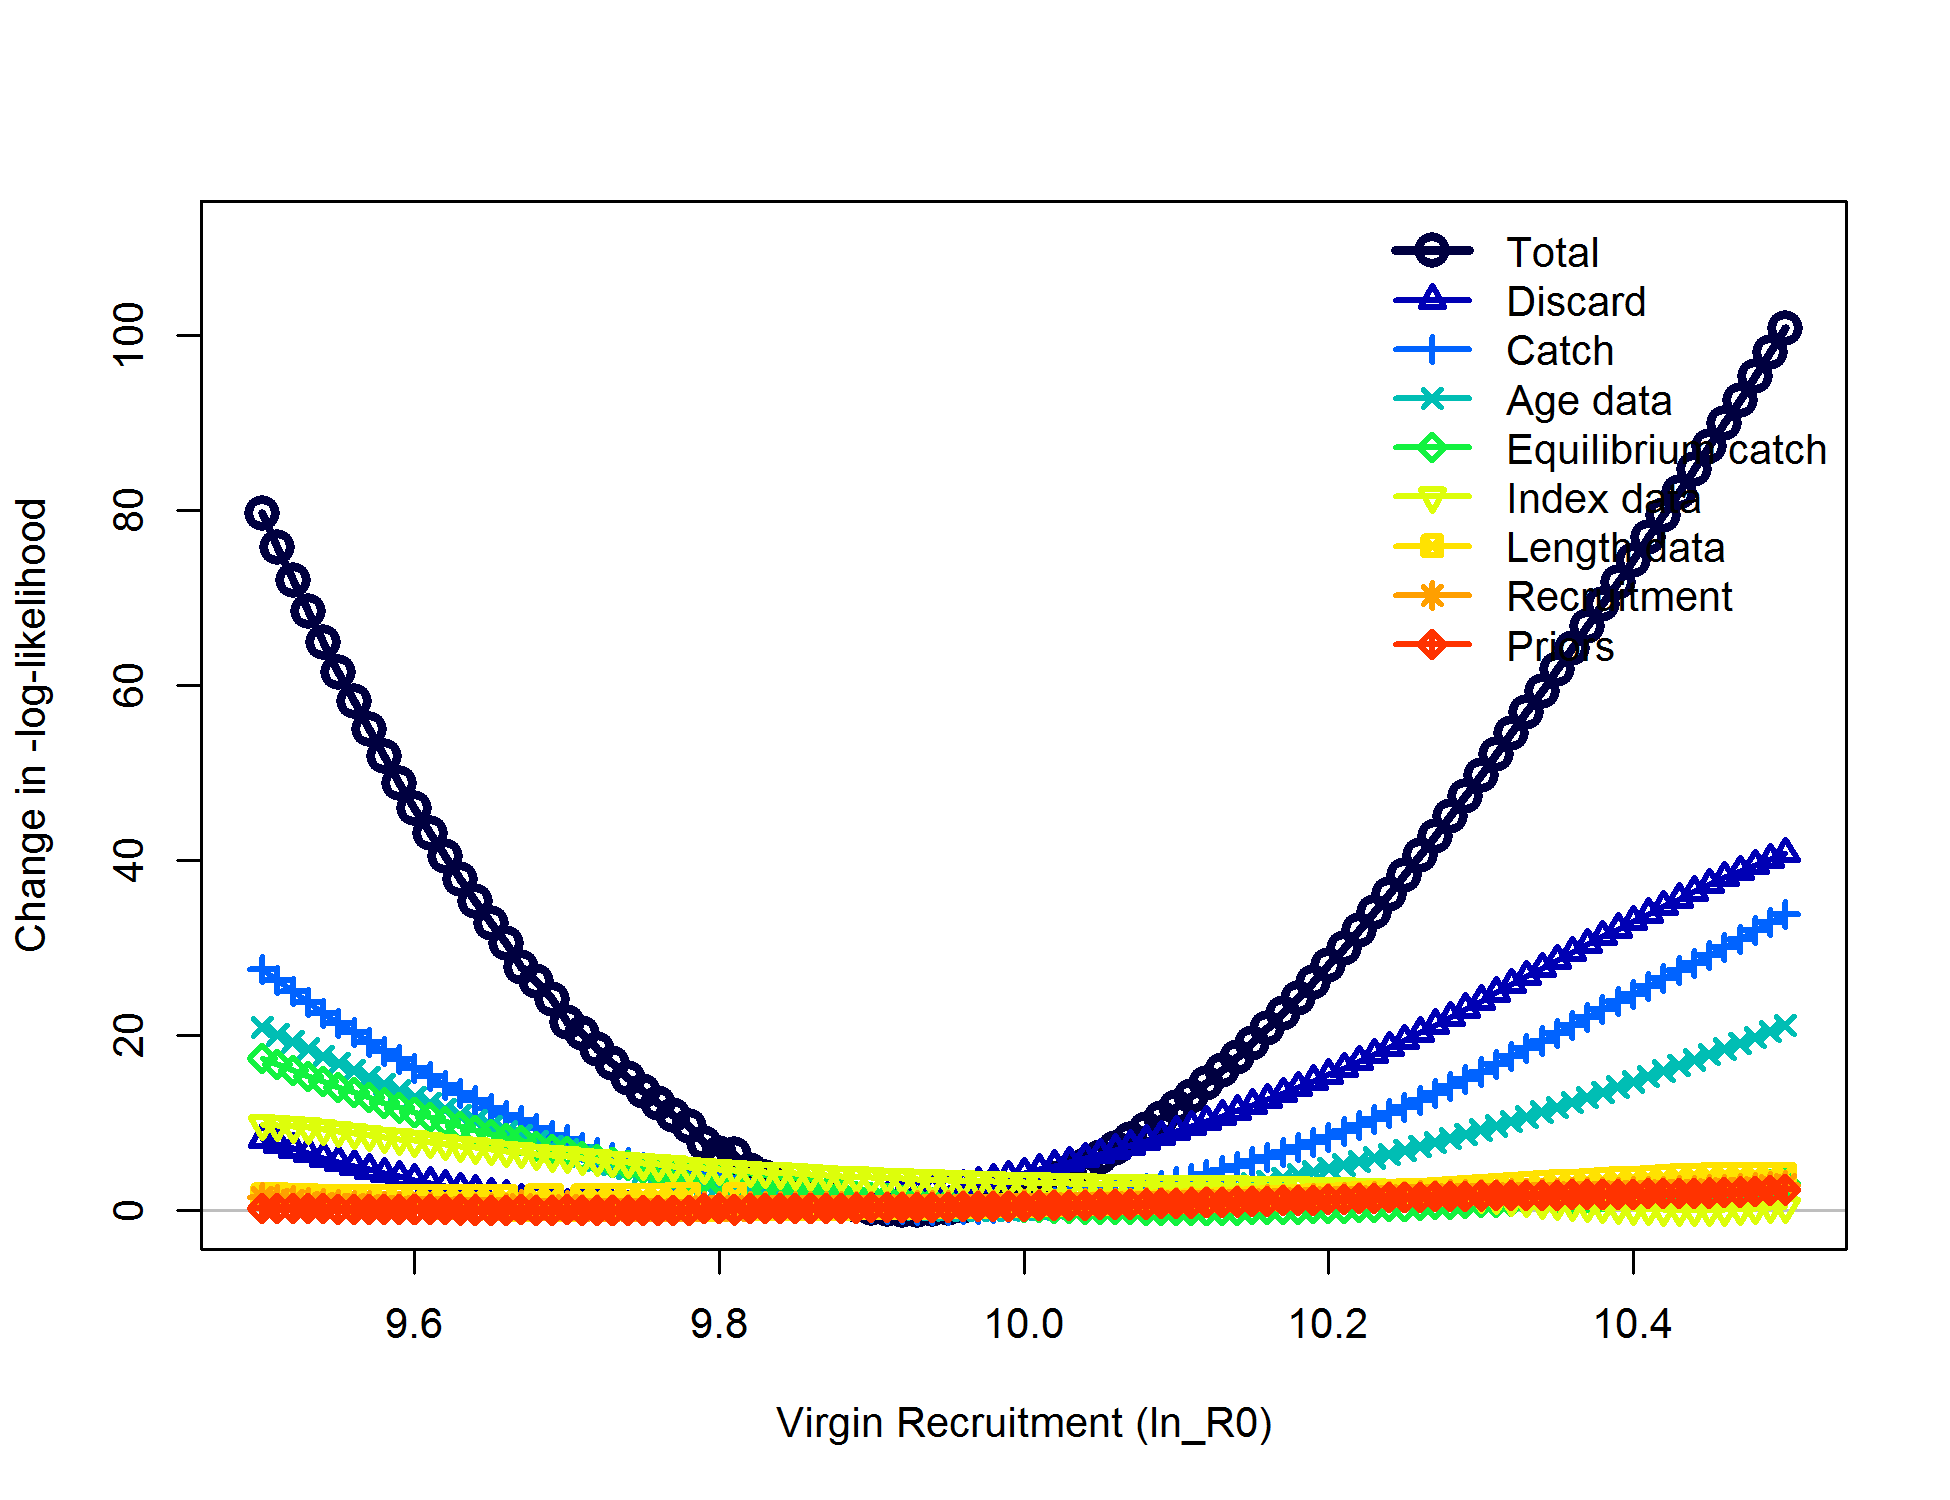 Total
Discard
Catch
Age data
Equilibrium catch
Index data
Length data
Recruitment
Priors
Change in -log-likelihood
100
80
60
40
20
0
9.6 9.8 10.0 10.2 10.4
Virgin Recruitment (ln_R0)